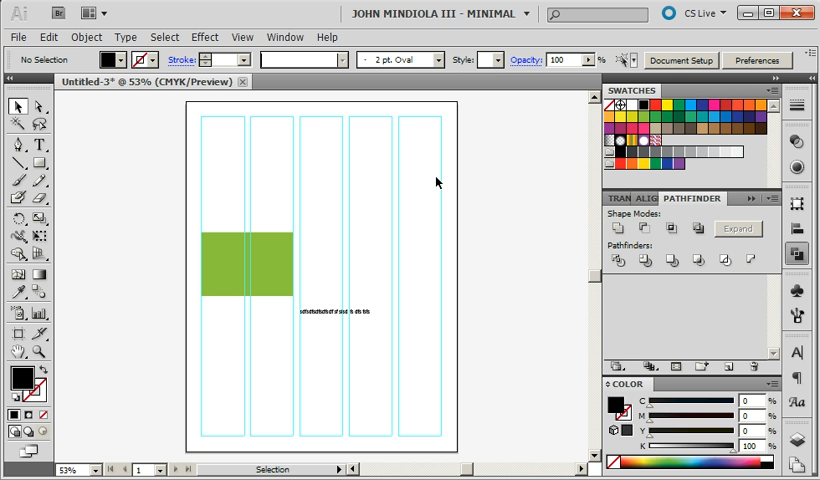 Ai Br JOHN MINDIOLA III - MINIMAL CS Live
File Edit Object Type Select Effect View Window Help
No Selection Stroke: 2 pt. Oval Style: Opacity: 100 % Document Setup Preferences
Untitled-3* @ 53% (CMYK/Preview)
SWATCHES
TRAN ALIG PATHFINDER
Shape Modes:
Expand
Pathfinders:
COLOR
C 0 %
M 0 %
Y 0 %
K 100 %
53% 1 Selection